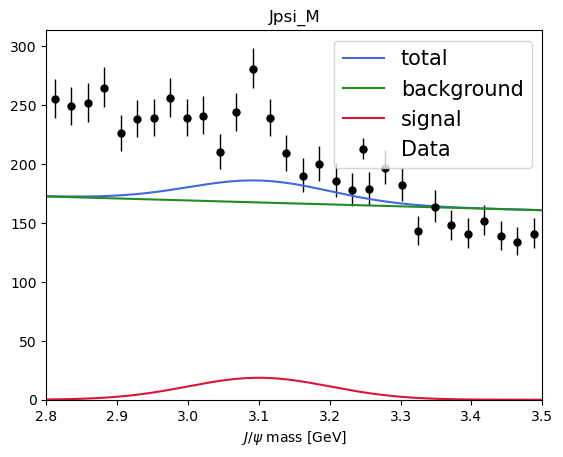 Jpsi_M
300
250
200
150
100
50
0
total
background
signal
Data
2.8 2.9 3.0 3.1 3.2 3.3 3.4 3.5
J/ψ mass [GeV]